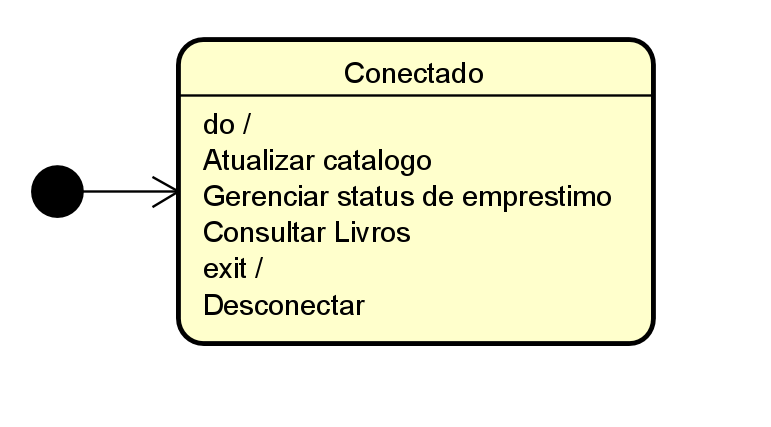 Conectado
do /
Atualizar catalogo
Gerenciar status de emprestimo
Consultar Livros
exit /
Desconectar